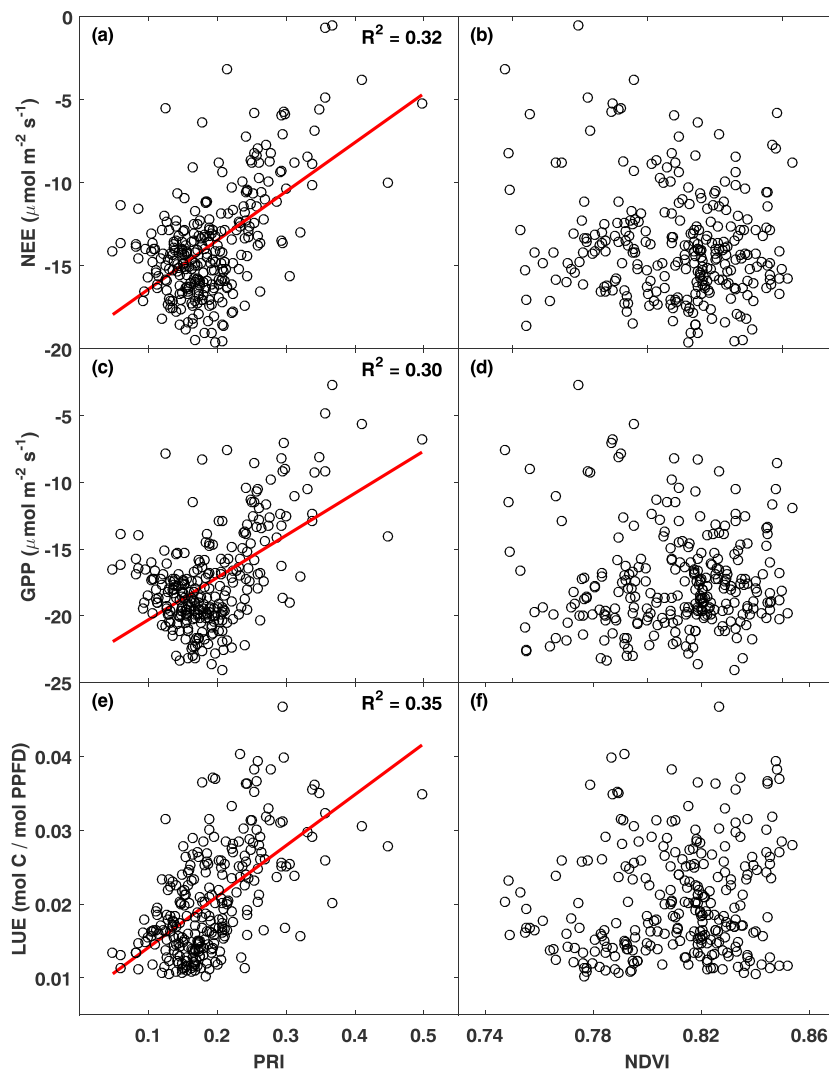 (a)
R² = 0.32
(b)
0
-5
-10
-15
-20
NEE (μmol m⁻² s⁻¹)
(c)
R² = 0.30
(d)
-5
-10
-15
-20
-25
GPP (μmol m⁻² s⁻¹)
(e)
R² = 0.35
(f)
0.04
0.03
0.02
0.01
LUE (mol C / mol PPFD)
0.1 0.2 0.3 0.4 0.5
0.74 0.78 0.82 0.86
PRI
NDVI